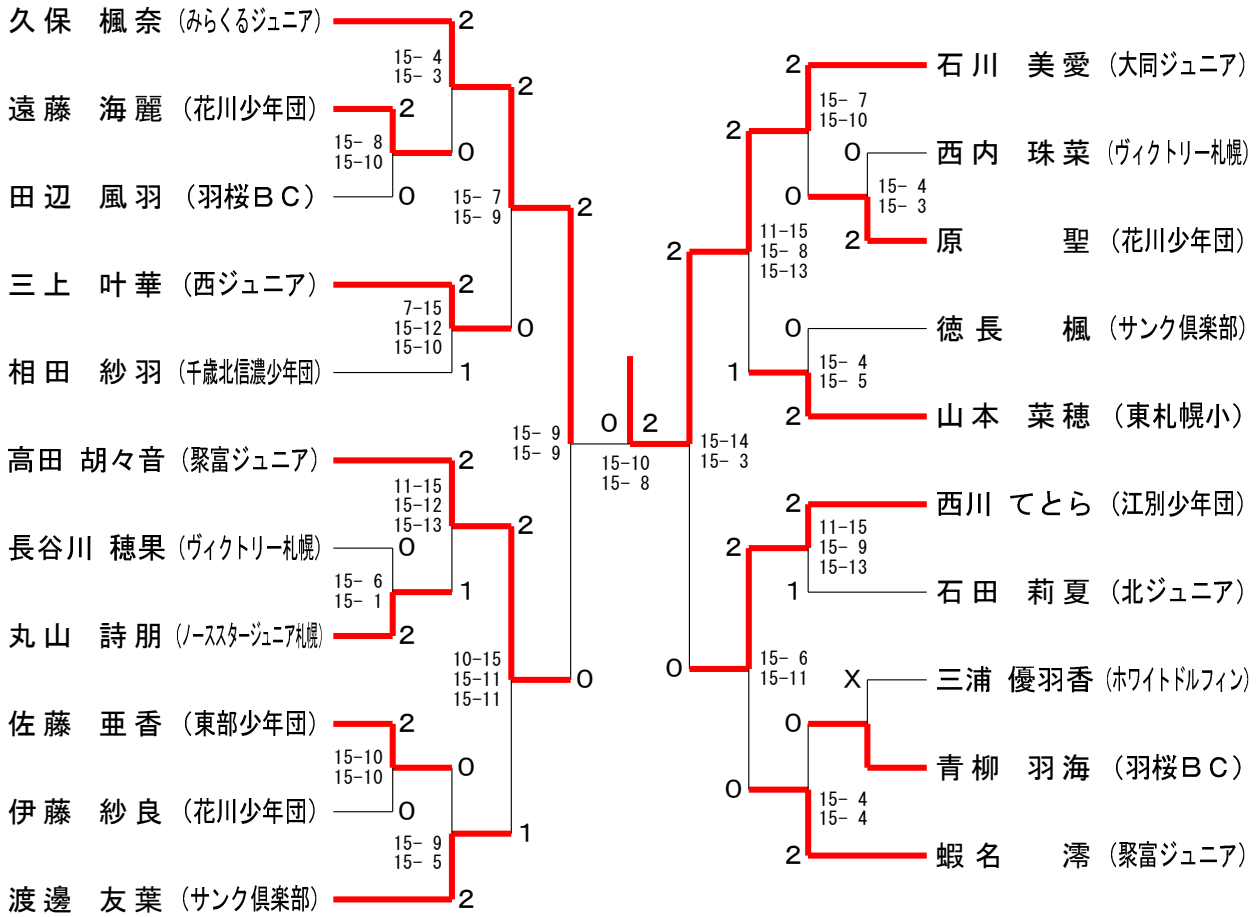 久保 楓奈 (みらくるジュニア) 2
15- 4
15- 3
2
遠藤 海麗 (花川少年団) 2
15- 8
15-10
0
田辺 風羽 (羽桜BC) 0
15- 7
15- 9
2
三上 叶華 (西ジュニア) 2
7-15
15-12
15-10
0
相田 紗羽 (千歳北信濃少年団) 1
15- 9
15- 9
高田 胡々音 (聚富ジュニア) 2
11-15
15-12
15-13
2
長谷川 穂果 (ヴィクトリー札幌) 0
15- 6
15- 1
1
丸山 詩朋 (ノーススタージュニア札幌) 2
10-15
15-11
15-11
0
佐藤 亜香 (東部少年団) 2
15-10
15-10
0
伊藤 紗良 (花川少年団) 0
15- 9
15- 5
1
渡邊 友葉 (サンク倶楽部) 2
0 2
15-10
15- 8
2 石川 美愛 (大同ジュニア)
15- 7
15-10
2
0 西内 珠菜 (ヴィクトリー札幌)
15- 4
15- 3
0
2 原 聖 (花川少年団)
11-15
15- 8
15-13
2
0 徳長 楓 (サンク倶楽部)
15- 4
15- 5
1
2 山本 菜穂 (東札幌小)
15-14
15- 3
2 西川 てとら (江別少年団)
11-15
15- 9
15-13
2
1 石田 莉夏 (北ジュニア)
15- 6
15-11
0
X 三浦 優羽香 (ホワイトドルフィン)
0
青柳 羽海 (羽桜BC)
15- 4
15- 4
0
2 蝦名 澪 (聚富ジュニア)